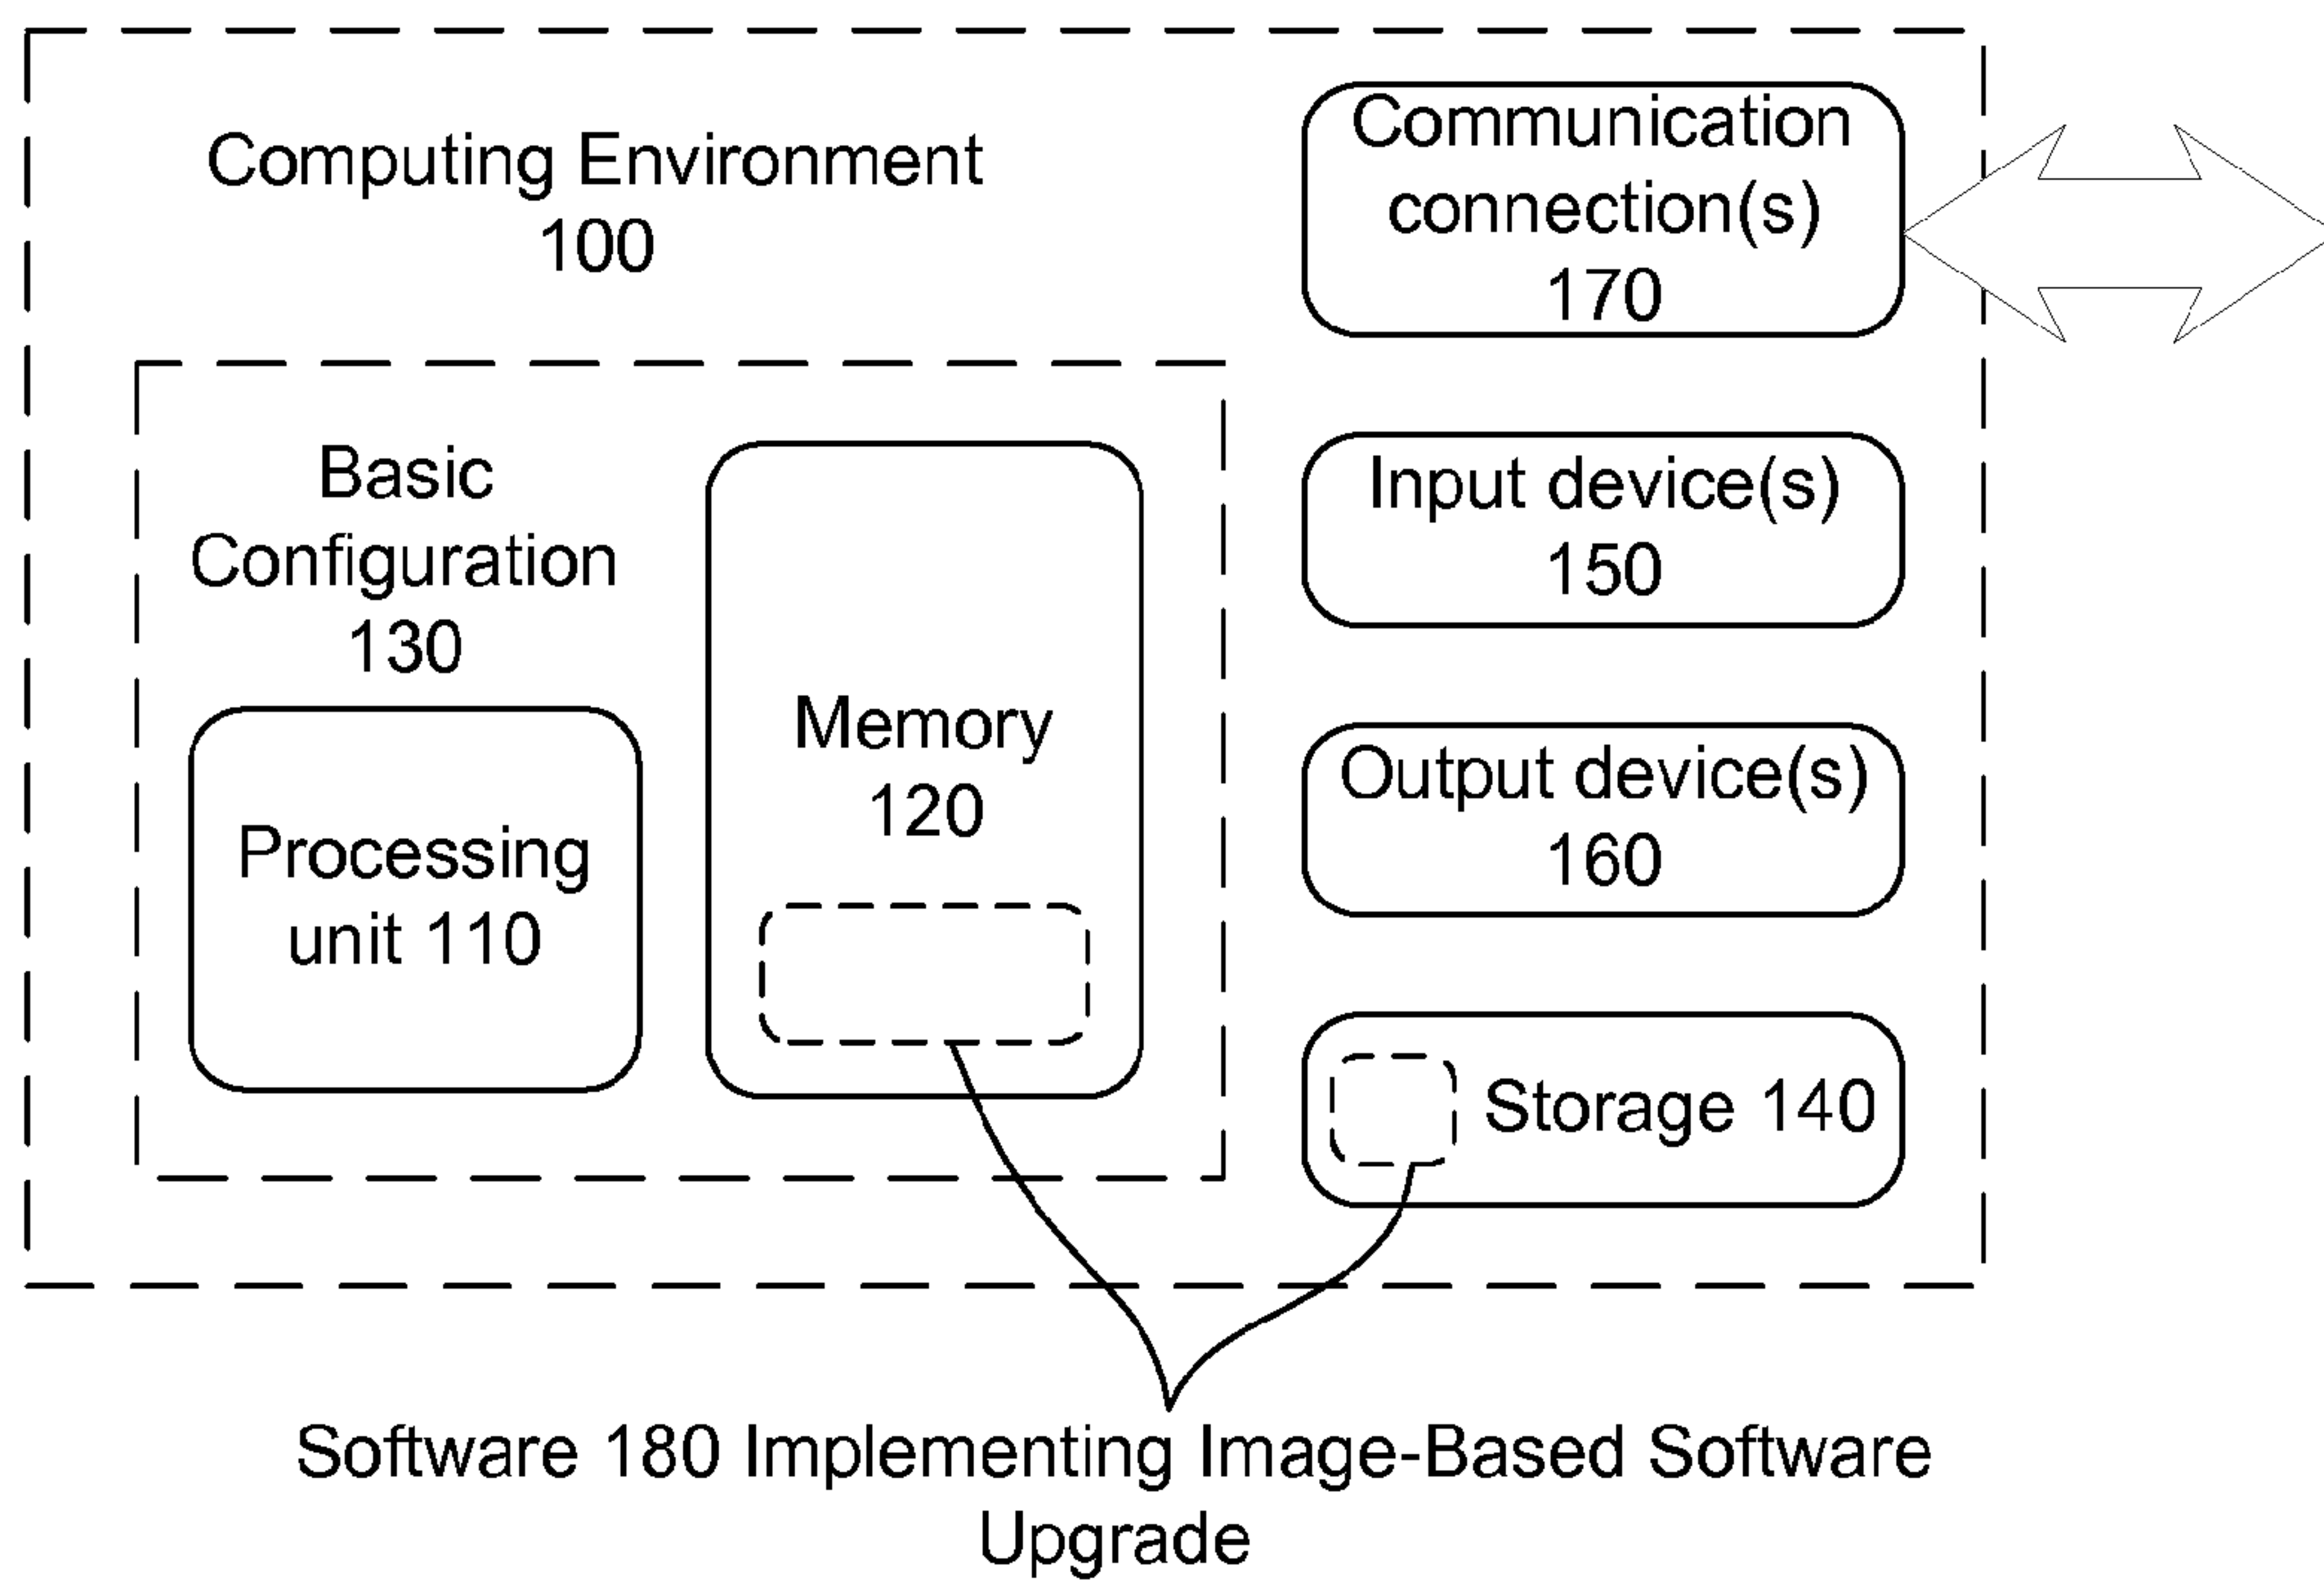 Computing Environment
100
Communication
connection(s)
170
Basic
Configuration
130
Processing
unit 110
Memory
120
Input device(s)
150
Output device(s)
160
Storage 140
Software 180 Implementing Image-Based Software
Upgrade